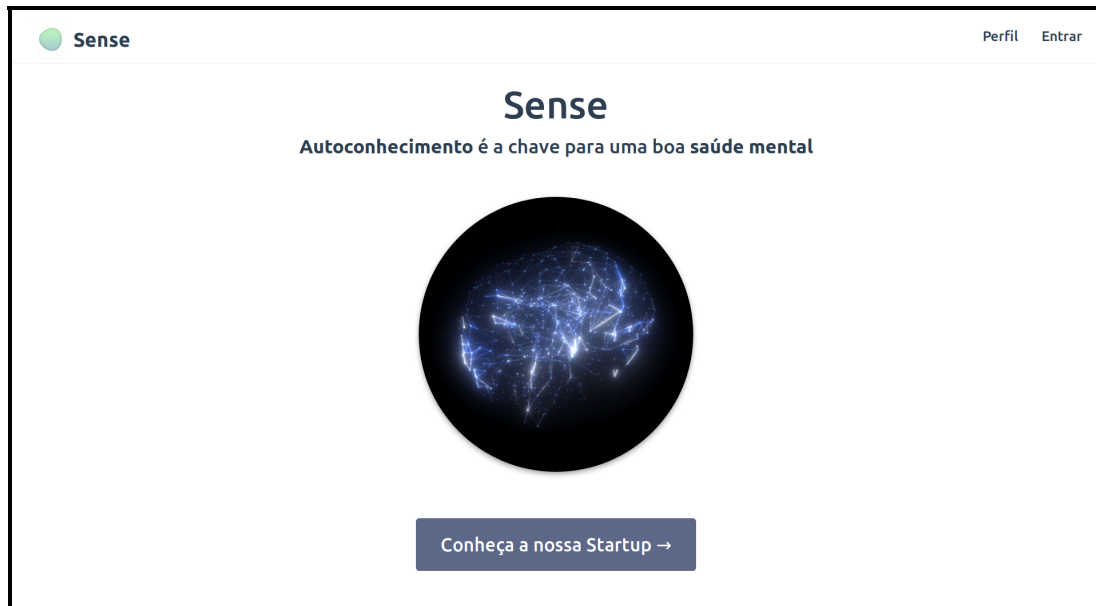 Sense
Perfil Entrar
Sense
Autoconhecimento é a chave para uma boa saúde mental
Conheça a nossa Startup →